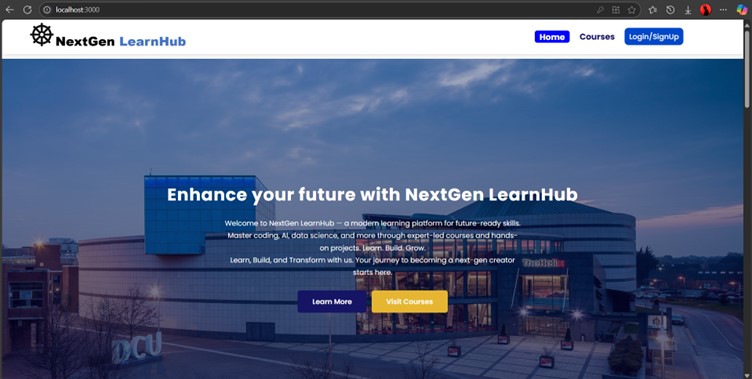 localhost:3000
NextGen LearnHub
Home
Courses
Login/SignUp
Enhance your future with NextGen LearnHub
Welcome to NextGen LearnHub — a modern learning platform for future-ready skills.
Master coding, AI, data science, and more through expert-led courses and hands-
on projects. Learn. Build. Grow.
Learn, Build, and Transform with us. Your journey to becoming a next-gen creator
starts here.
The Helix
Learn More
Visit Courses
DCU